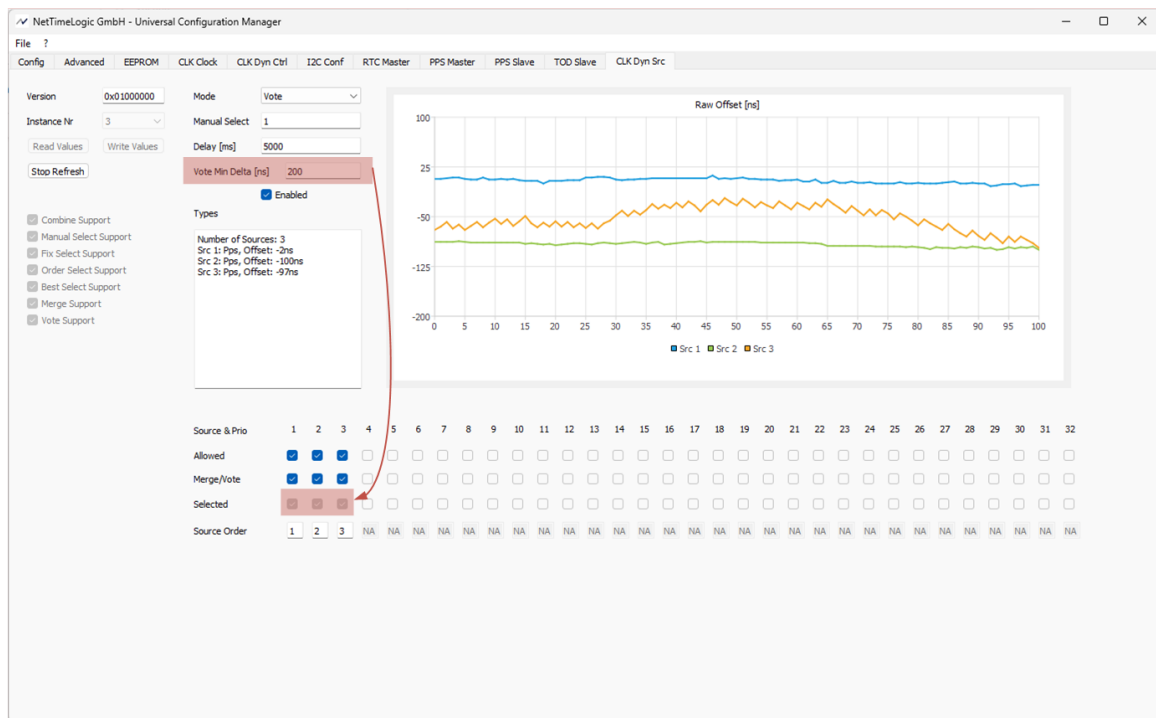 NetTimeLogic GmbH - Universal Configuration Manager
File ?
Config Advanced EEPROM CLK Clock CLK Dyn Ctrl I2C Conf RTC Master PPS Master PPS Slave TOD Slave CLK Dyn Src
Version 0x01000000 Mode Vote
Instance Nr 3 Manual Select 1
Read Values Write Values Delay [ms] 5000
Stop Refresh Vote Min Delta [ns] 200
Enabled
Types
Number of Sources: 3
Src 1: Pps, Offset: -2ns
Src 2: Pps, Offset: -100ns
Src 3: Pps, Offset: -97ns
Combine Support
Manual Select Support
Fix Select Support
Order Select Support
Best Select Support
Merge Support
Vote Support
Raw Offset [ns]
100
25
-50
-125
-200
0 5 10 15 20 25 30 35 40 45 50 55 60 65 70 75 80 85 90 95 100
Src 1 Src 2 Src 3
Source & Prio 1 2 3 4 5 6 7 8 9 10 11 12 13 14 15 16 17 18 19 20 21 22 23 24 25 26 27 28 29 30 31 32
Allowed
Merge/Vote
Selected
Source Order 1 2 3 NA NA NA NA NA NA NA NA NA NA NA NA NA NA NA NA NA NA NA NA NA NA NA NA NA NA NA NA NA